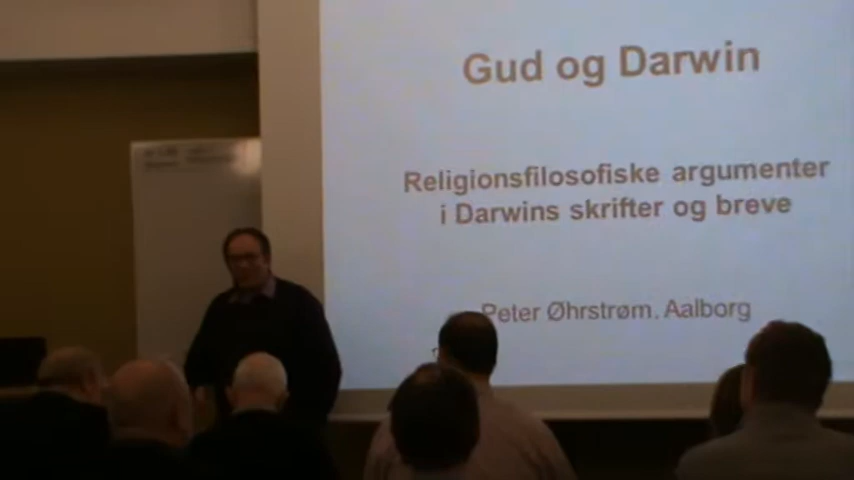 Gud og Darwin
Religionsfilosofiske argumenter
i Darwins skrifter og breve
Peter Øhrstrøm, Aalborg